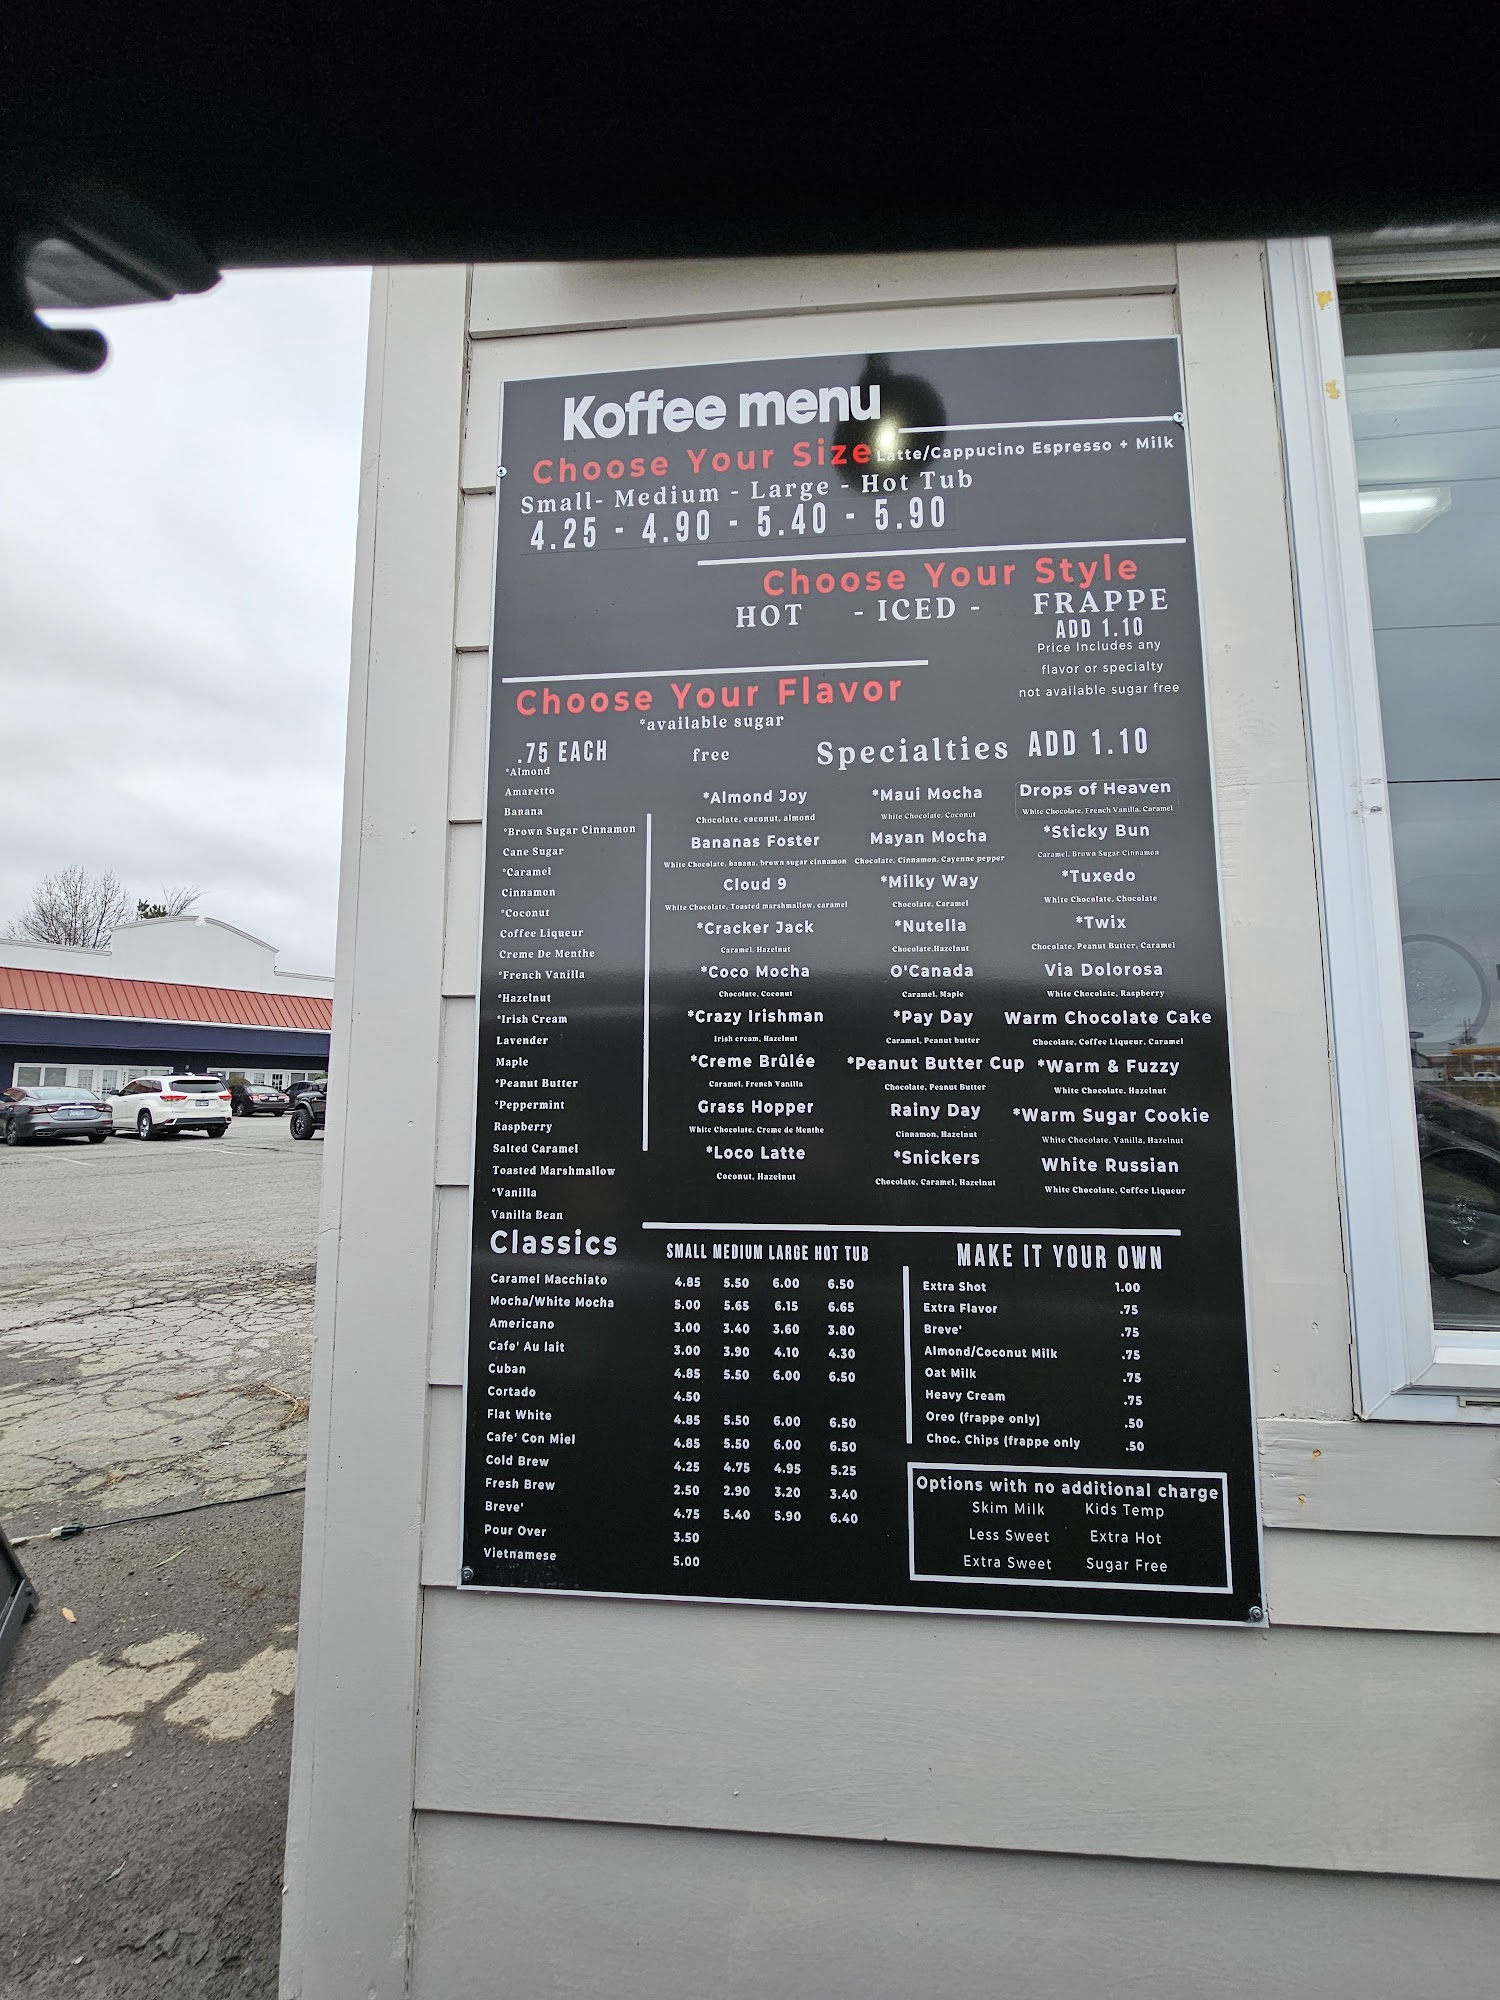 Koffee menu
Choose Your Size Latte/Cappucino Espresso + Milk
Small- Medium - Large - Hot Tub
4.25 - 4.90 - 5.40 - 5.90
Choose Your Style
HOT - ICED - FRAPPE
ADD 1.10
Price Includes any
flavor or specialty
not available sugar free
Choose Your Flavor
*available sugar
free
.75 EACH
*Almond
Amaretto
Banana
*Brown Sugar Cinnamon
Cane Sugar
*Caramel
Cinnamon
*Coconut
Coffee Liqueur
Creme De Menthe
*French Vanilla
*Hazelnut
*Irish Cream
Lavender
Maple
*Peanut Butter
*Peppermint
Raspberry
Salted Caramel
Toasted Marshmallow
*Vanilla
Vanilla Bean
Specialties ADD 1.10
*Almond Joy
Chocolate, coconut, almond
Bananas Foster
White Chocolate, banana, brown sugar cinnamon
Cloud 9
White Chocolate, Toasted marshmallow, caramel
*Cracker Jack
Caramel, Hazelnut
*Coco Mocha
Chocolate, Coconut
*Crazy Irishman
Irish cream, Hazelnut
*Creme Brûlée
Caramel, French Vanilla
Grass Hopper
White Chocolate, Creme de Menthe
*Loco Latte
Coconut, Hazelnut
*Maui Mocha
White Chocolate, Coconut
Mayan Mocha
Chocolate, Cinnamon, Cayenne pepper
*Milky Way
Chocolate, Caramel
*Nutella
Chocolate,Hazelnut
O'Canada
Caramel, Maple
*Pay Day
Caramel, Peanut butter
*Peanut Butter Cup
Chocolate, Peanut Butter
Rainy Day
Cinnamon, Hazelnut
*Snickers
Chocolate, Caramel, Hazelnut
Drops of Heaven
White Chocolate, French Vanilla, Caramel
*Sticky Bun
Caramel, Brown Sugar Cinnamon
*Tuxedo
White Chocolate, Chocolate
*Twix
Chocolate, Peanut Butter, Caramel
Via Dolorosa
White Chocolate, Raspberry
Warm Chocolate Cake
Chocolate, Coffee Liqueur, Caramel
*Warm & Fuzzy
White Chocolate, Hazelnut
*Warm Sugar Cookie
White Chocolate, Vanilla, Hazelnut
White Russian
White Chocolate, Coffee Liqueur
Classics SMALL MEDIUM LARGE HOT TUB
Caramel Macchiato 4.85 5.50 6.00 6.50
Mocha/White Mocha 5.00 5.65 6.15 6.65
Americano 3.00 3.40 3.60 3.80
Cafe' Au lait 3.00 3.90 4.10 4.30
Cuban 4.85 5.50 6.00 6.50
Cortado 4.50
Flat White 4.85 5.50 6.00 6.50
Cafe' Con Miel 4.85 5.50 6.00 6.50
Cold Brew 4.25 4.75 4.95 5.25
Fresh Brew 2.50 2.90 3.20 3.40
Breve' 4.75 5.40 5.90 6.40
Pour Over 3.50
Vietnamese 5.00
MAKE IT YOUR OWN
Extra Shot 1.00
Extra Flavor .75
Breve' .75
Almond/Coconut Milk .75
Oat Milk .75
Heavy Cream .75
Oreo (frappe only) .50
Choc. Chips (frappe only .50
Options with no additional charge
Skim Milk Kids Temp
Less Sweet Extra Hot
Extra Sweet Sugar Free